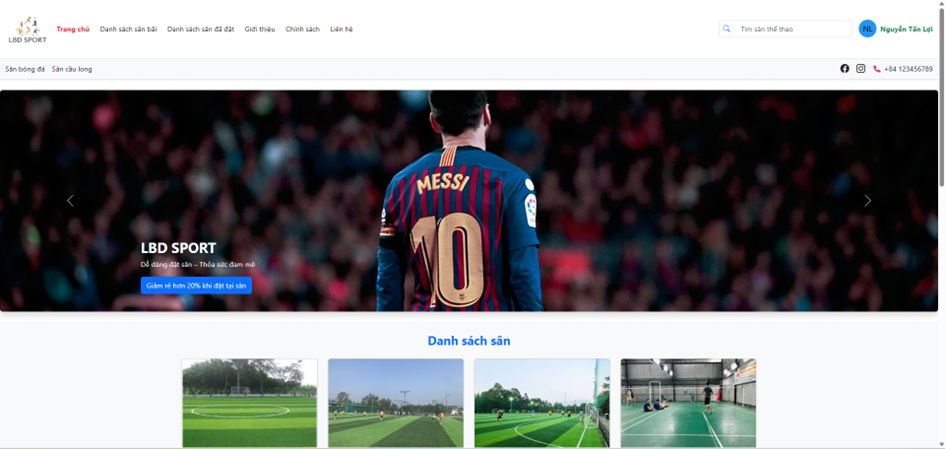 LBD SPORT
Trang chủ Danh sách sân bãi Danh sách sân đã đặt Giới thiệu Chính sách Liên hệ
Tìm sân thể thao
NL Nguyễn Tấn Lợi
Sân bóng đá Sân cầu lông
+84 123456789
MESSI
10
LBD SPORT
Dễ dàng đặt sân – Thỏa sức đam mê
Giảm rẻ hơn 20% khi đặt tại sân
Danh sách sân